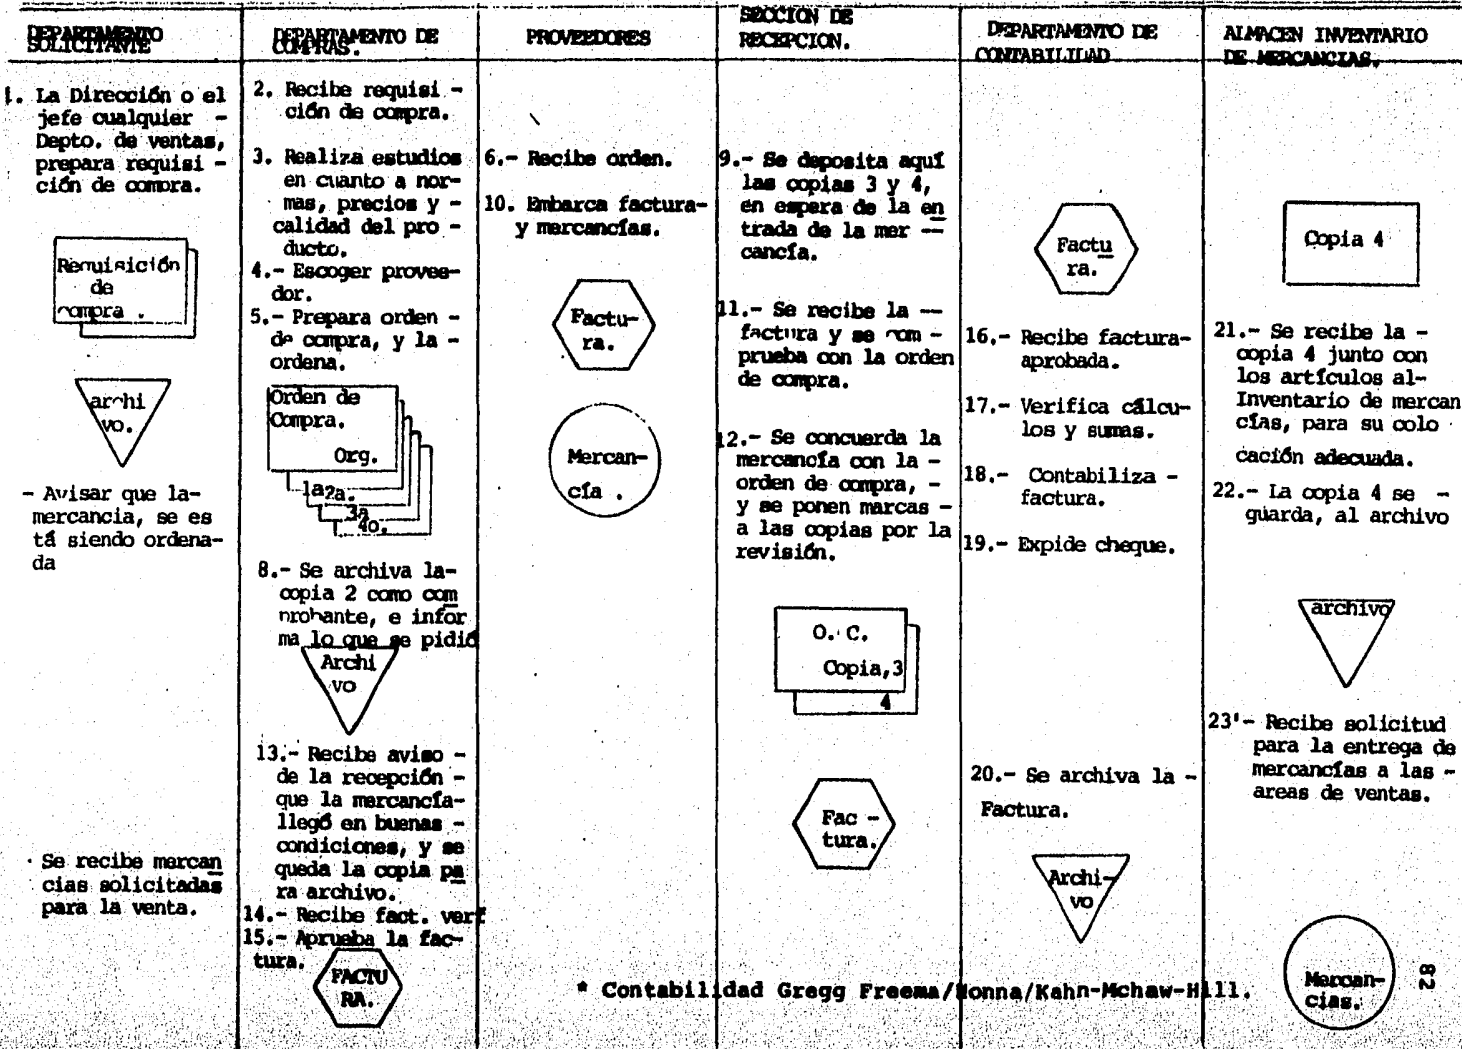 DEPARTAMENTO
SOLICITANTE
1. La Dirección o el
jefe cualquier -
Depto. de ventas,
prepara requisi -
ción de compra.
Requisición
de
compra .
archi
vo.
- Avisar que la-
mercancia, se es
tá siendo ordena-
da
Se recibe mercan
cias solicitadas
para la venta.
DEPARTAMENTO DE
COMPRAS.
2. Recibe requisi -
ción de compra.
3. Realiza estudios
en cuanto a nor-
mas, precios y -
calidad del pro -
ducto.
4.- Escoger provee-
dor.
5.- Prepara orden -
de compra, y la -
ordena.
Orden de
Compra.
Org.
1a
2a.
3a
4o.
8.- Se archiva la-
copia 2 como com
probante, e infor
ma lo que se pidió
Archi
vo
13.- Recibe aviso -
de la recepción -
que la mercancía-
llegó en buenas -
condiciones, y se
queda la copia pa
ra archivo.
14.- Recibe fact. verf
15.- Aprueba la fac-
tura.
FACTU
RA.
PROVEEDORES
6.- Recibe orden.
10. Embarca factura-
y mercancías.
Factu-
ra.
Mercan-
cía .
SECCION DE
RECEPCION.
9.- Se deposita aquí
las copias 3 y 4,
en espera de la en
trada de la mer --
cancía.
11.- Se recibe la --
factura y se com -
prueba con la orden
de compra.
12.- Se concuerda la
mercancía con la -
orden de compra, -
y se ponen marcas -
a las copias por la
revisión.
O. C.
Copia,3
4
Fac -
tura.
DEPARTAMENTO DE
CONTABILIDAD
Factu
ra.
16.- Recibe factura-
aprobada.
17.- Verifica cálcu-
los y sumas.
18.- Contabiliza -
factura.
19.- Expide cheque.
20.- Se archiva la -
Factura.
Archi-
vo
ALMACEN INVENTARIO
DE MERCANCIAS.
Copia 4
21.- Se recibe la -
copia 4 junto con
los artículos al-
Inventario de mercan
cías, para su colo
cación adecuada.
22.- La copia 4 se -
guarda, al archivo
archivo
23'- Recibe solicitud
para la entrega de
mercancías a las -
areas de ventas.
Mercan-
cias.
* Contabilidad Gregg Freema/Honna/Kahn-Mchaw-Hill.
82